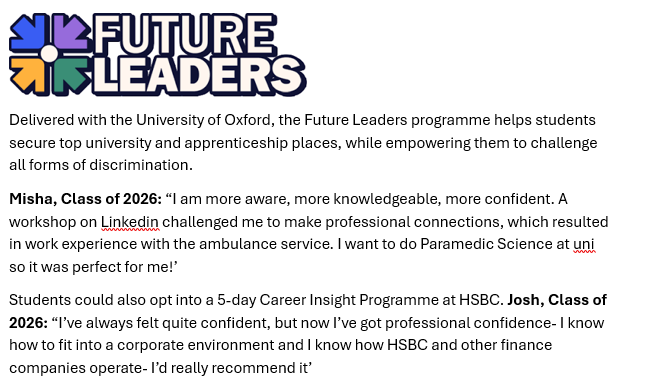 FUTURE
LEADERS
Delivered with the University of Oxford, the Future Leaders programme helps students
secure top university and apprenticeship places, while empowering them to challenge
all forms of discrimination.
Misha, Class of 2026: “I am more aware, more knowledgeable, more confident. A
workshop on Linkedin challenged me to make professional connections, which resulted
in work experience with the ambulance service. I want to do Paramedic Science at uni
so it was perfect for me!’
Students could also opt into a 5-day Career Insight Programme at HSBC. Josh, Class of
2026: “I’ve always felt quite confident, but now I’ve got professional confidence- I know
how to fit into a corporate environment and I know how HSBC and other finance
companies operate- I’d really recommend it’